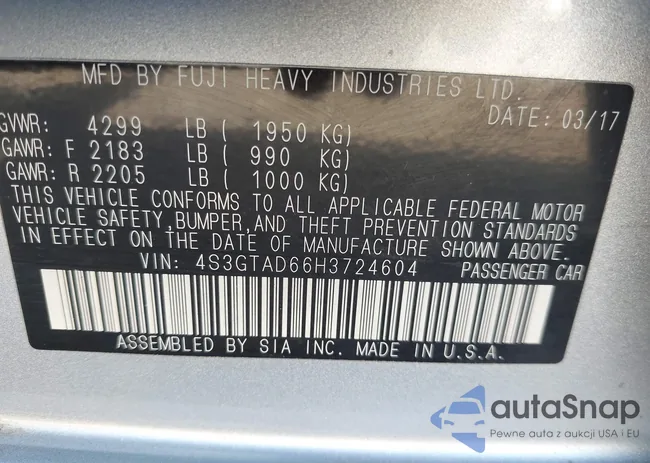 MFD BY FUJI HEAVY INDUSTRIES LTD.
DATE: 03/17
GVWR: 4299 LB ( 1950 KG)
GAWR: F 2183 LB ( 990 KG)
GAWR: R 2205 LB ( 1000 KG)
THIS VEHICLE CONFORMS TO ALL APPLICABLE FEDERAL MOTOR
VEHICLE SAFETY,BUMPER,AND THEFT PREVENTION STANDARDS
IN EFFECT ON THE DATE OF MANUFACTURE SHOWN ABOVE.
VIN: 4S3GTAD66H3724604 PASSENGER CAR
ASSEMBLED BY SIA INC. MADE IN U.S.A.
autoSnap
Pewne auta z aukcji USA i EU